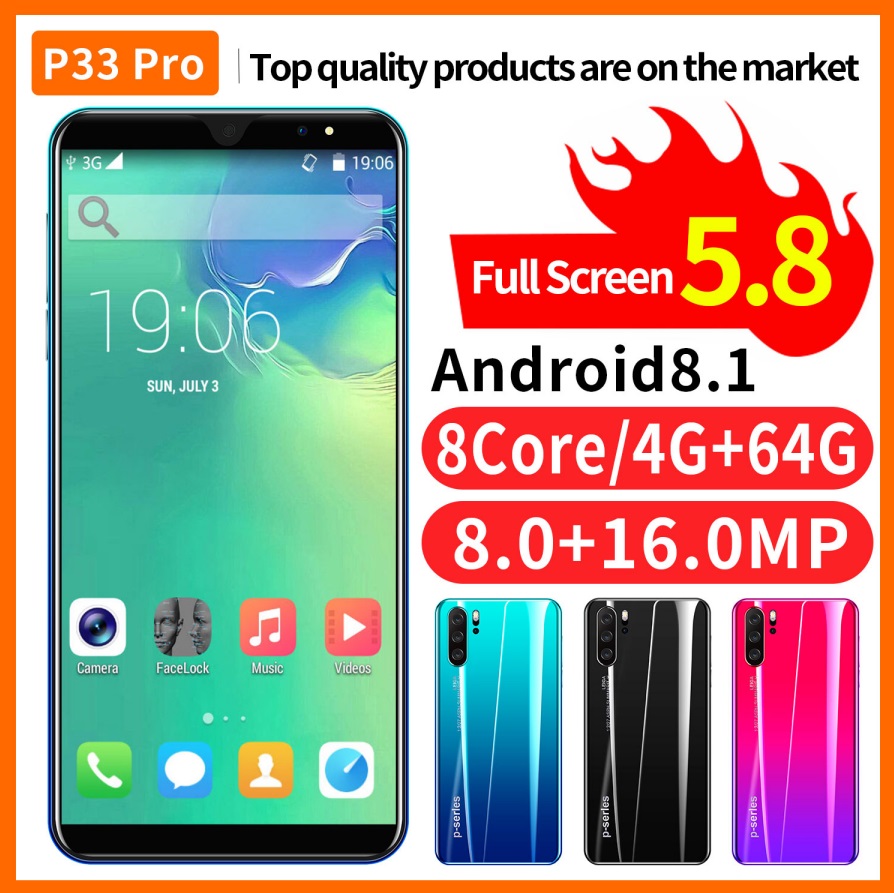 P33 Pro
Top quality products are on the market
3G
19:06
19:06
SUN, JULY 3
Full Screen 5.8
Android8.1
8Core/4G+64G
8.0+16.0MP
Camera
FaceLock
Music
Videos
p-series
p-series
p-series